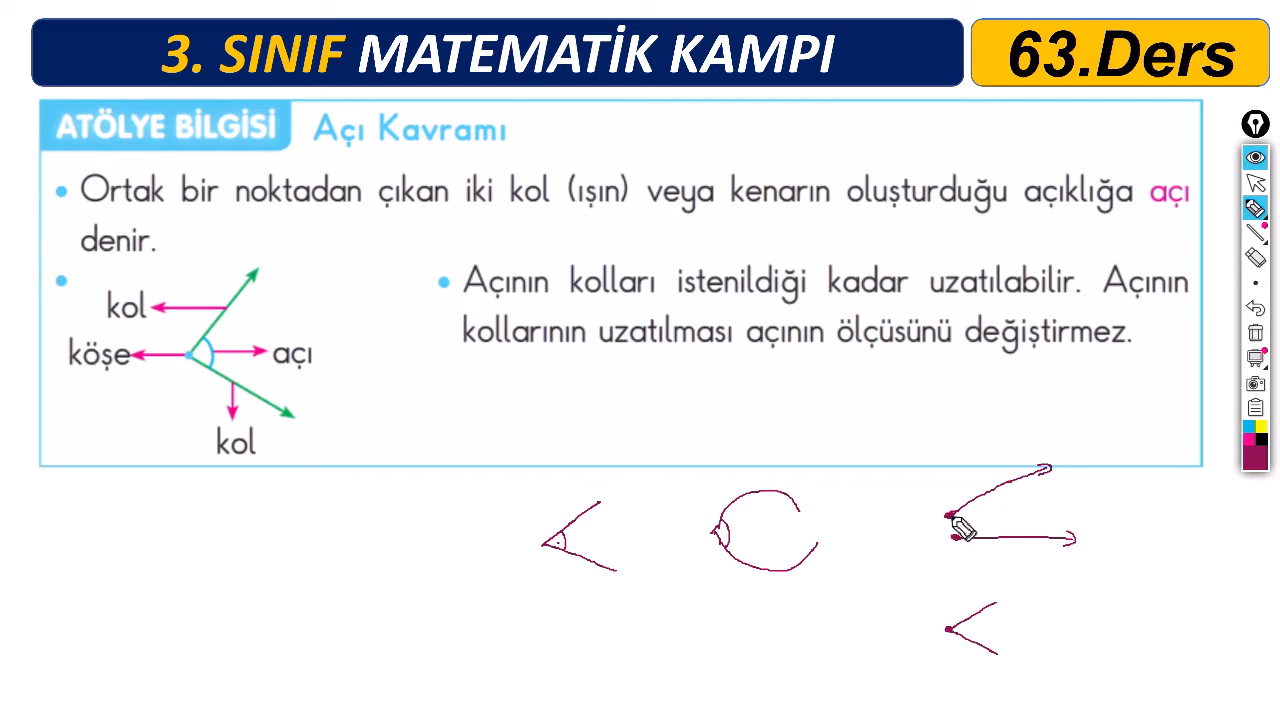 3. SINIF MATEMATİK KAMPI
63.Ders
ATÖLYE BİLGİSİ
Açı Kavramı
• Ortak bir noktadan çıkan iki kol (ışın) veya kenarın oluşturduğu açıklığa açı
denir.
kol
köşe
açı
kol
• Açının kolları istenildiği kadar uzatılabilir. Açının
kollarının uzatılması açının ölçüsünü değiştirmez.